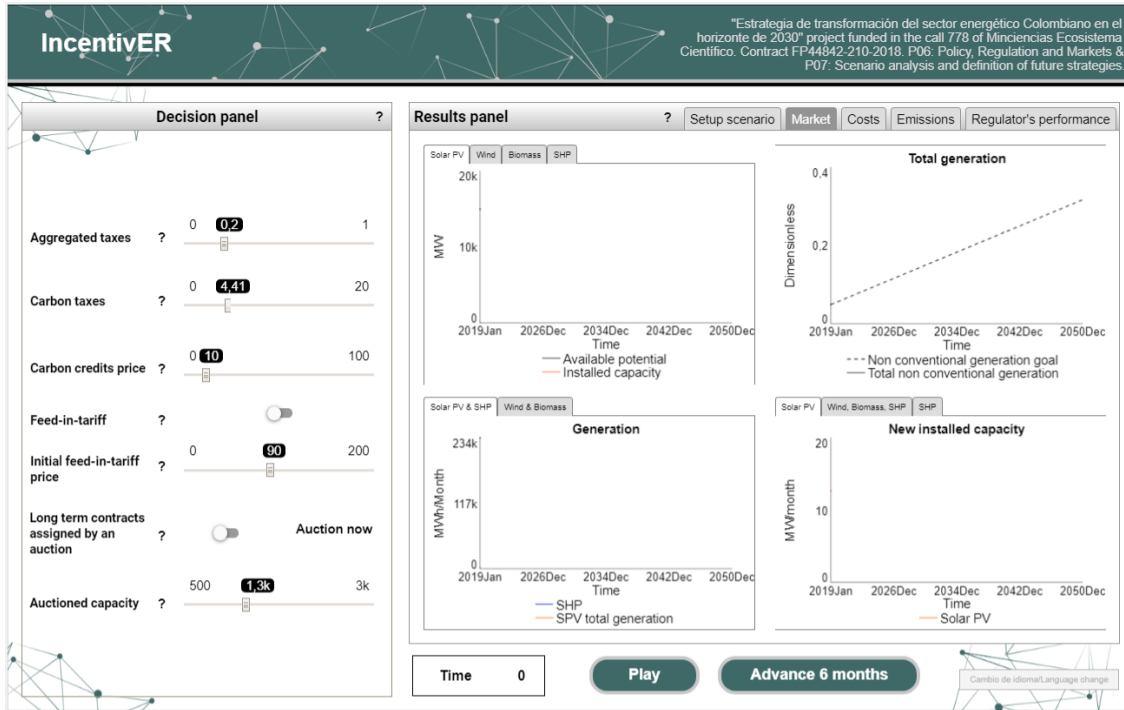 IncentivER
"Estrategia de transformación del sector energético Colombiano en el
horizonte de 2030" project funded in the call 778 of Minciencias Ecosistema
Científico. Contract FP44842-210-2018. P06: Policy, Regulation and Markets &
P07: Scenario analysis and definition of future strategies.
Decision panel ?
Aggregated taxes ? 0 0,2 1
Carbon taxes ? 0 4,41 20
Carbon credits price ? 0 10 100
Feed-in-tariff ?
Initial feed-in-tariff
price ? 0 90 200
Long term contracts
assigned by an
auction ? Auction now
Auctioned capacity ? 500 1,3k 3k
Results panel ? Setup scenario Market Costs Emissions Regulator's performance
Solar PV Wind Biomass SHP
20k
10k
0
MW
2019Jan 2026Dec 2034Dec 2042Dec 2050Dec
Time
Available potential
Installed capacity
Total generation
0,4
0,2
0
Dimensionless
2019Jan 2026Dec 2034Dec 2042Dec 2050Dec
Time
Non conventional generation goal
Total non conventional generation
Solar PV & SHP Wind & Biomass
Generation
234k
117k
0
MWh/Month
2019Jan 2026Dec 2034Dec 2042Dec 2050Dec
Time
SHP
SPV total generation
Solar PV Wind, Biomass, SHP SHP
New installed capacity
20
10
0
MW/month
2019Jan 2026Dec 2034Dec 2042Dec 2050Dec
Time
Solar PV
Time 0
Play
Advance 6 months
Cambio de idioma/Language change